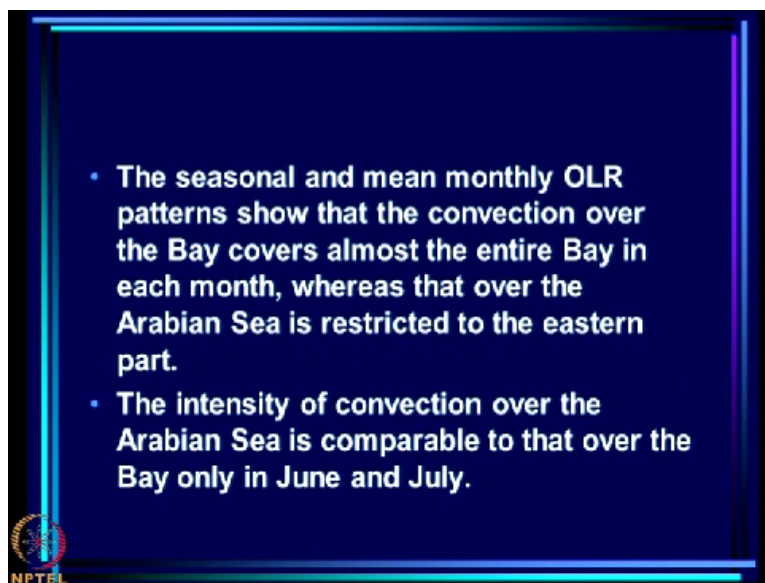 • The seasonal and mean monthly OLR
patterns show that the convection over
the Bay covers almost the entire Bay in
each month, whereas that over the
Arabian Sea is restricted to the eastern
part.
• The intensity of convection over the
Arabian Sea is comparable to that over the
Bay only in June and July.
NPTEL